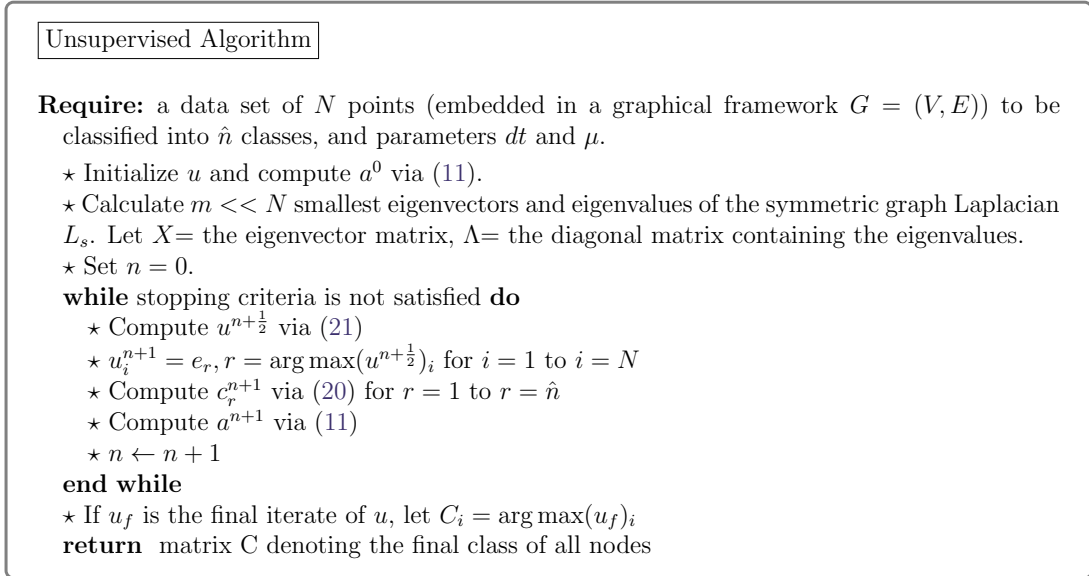 Unsupervised Algorithm
Require: a data set of N points (embedded in a graphical framework G = (V, E)) to be
classified into n̂ classes, and parameters dt and μ.
⋆ Initialize u and compute a⁰ via (11).
⋆ Calculate m << N smallest eigenvectors and eigenvalues of the symmetric graph Laplacian
L_s. Let X= the eigenvector matrix, Λ= the diagonal matrix containing the eigenvalues.
⋆ Set n = 0.
while stopping criteria is not satisfied do
⋆ Compute u^{n+1/2} via (21)
⋆ u_i^{n+1} = e_r, r = arg max(u^{n+1/2})_i for i = 1 to i = N
⋆ Compute c_r^{n+1} via (20) for r = 1 to r = n̂
⋆ Compute a^{n+1} via (11)
⋆ n ← n + 1
end while
⋆ If u_f is the final iterate of u, let C_i = arg max(u_f)_i
return matrix C denoting the final class of all nodes